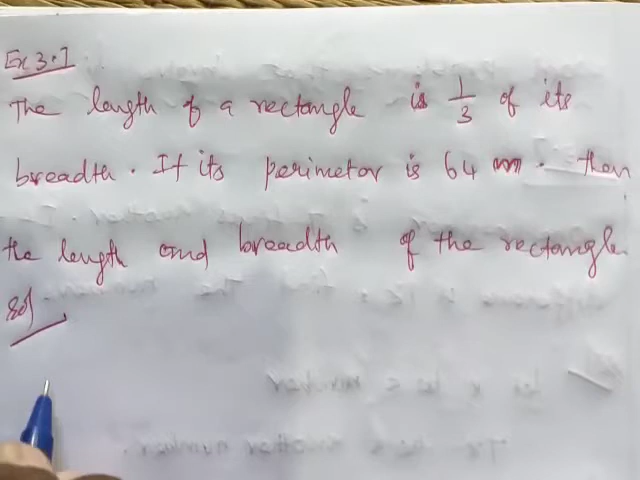 Ex 3.7
The length of a rectangle is 1/3 of its
breadth. If its perimeter is 64 m. then
the length and breadth of the rectangle.
Sol